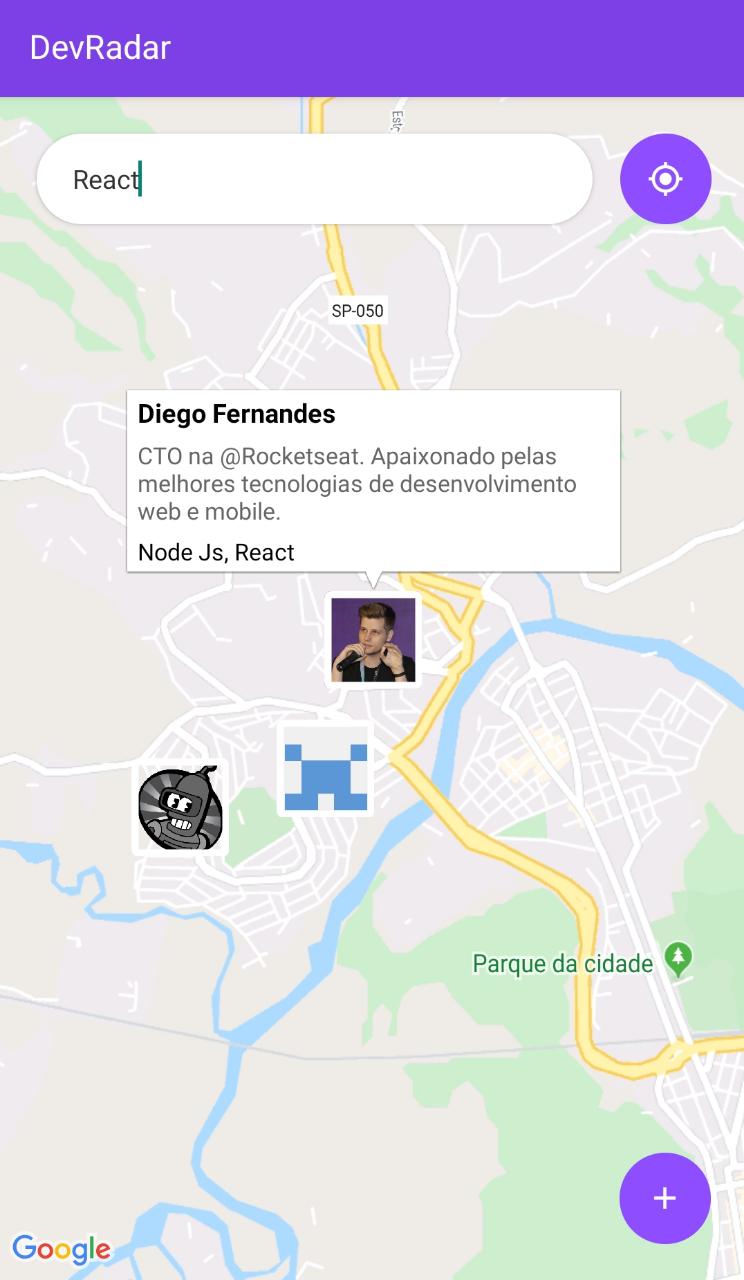 DevRadar
Estç
React
SP-050
Diego Fernandes
CTO na @Rocketseat. Apaixonado pelas
melhores tecnologias de desenvolvimento
web e mobile.
Node Js, React
Parque da cidade
Google